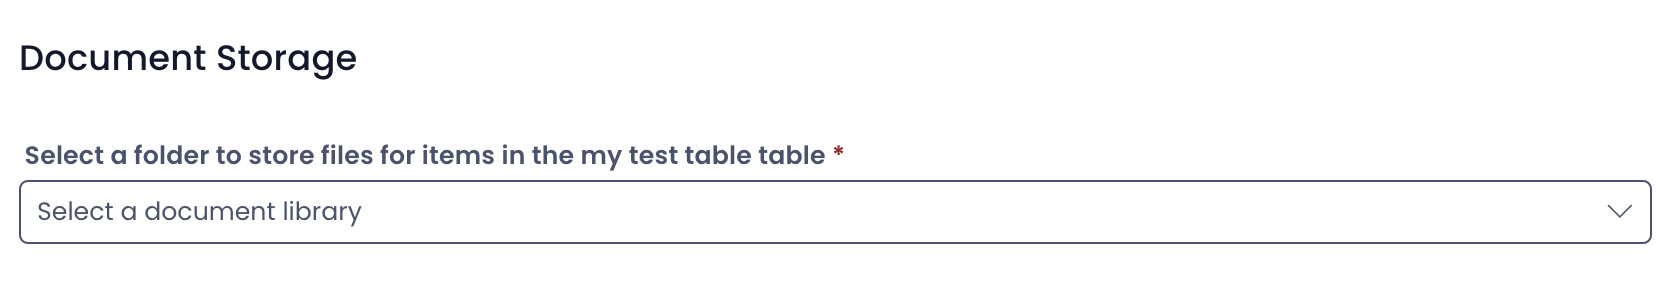 Document Storage
Select a folder to store files for items in the my test table table *
Select a document library